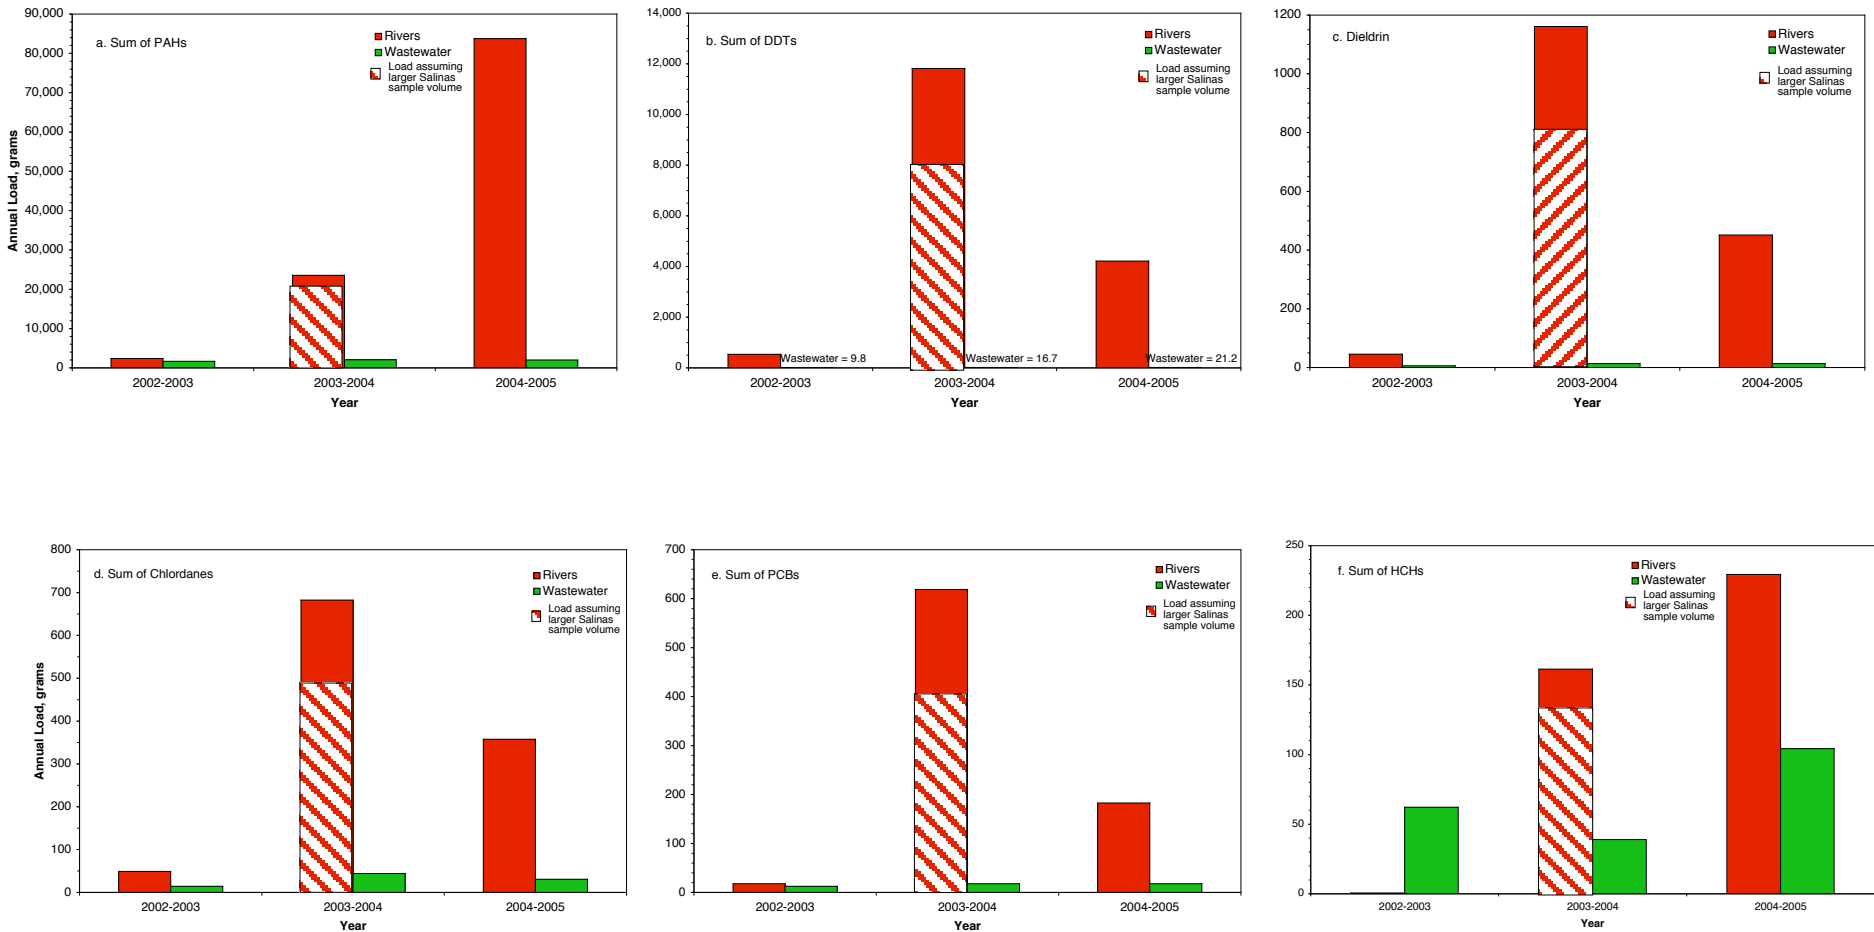 a. Sum of PAHs
Rivers
Wastewater
Load assuming
larger Salinas
sample volume
90,000
80,000
70,000
60,000
50,000
40,000
30,000
20,000
10,000
0
Annual Load, grams
2002-2003
2003-2004
2004-2005
Year
b. Sum of DDTs
Rivers
Wastewater
Load assuming
larger Salinas
sample volume
14,000
12,000
10,000
8,000
6,000
4,000
2,000
0
Wastewater = 9.8
Wastewater = 16.7
Wastewater = 21.2
2002-2003
2003-2004
2004-2005
Year
c. Dieldrin
Rivers
Wastewater
Load assuming
larger Salinas
sample volume
1200
1000
800
600
400
200
0
2002-2003
2003-2004
2004-2005
Year
d. Sum of Chlordanes
Rivers
Wastewater
Load assuming
larger Salinas
sample volume
800
700
600
500
400
300
200
100
0
Annual Load, grams
2002-2003
2003-2004
2004-2005
Year
e. Sum of PCBs
Rivers
Wastewater
Load assuming
larger Salinas
sample volume
700
600
500
400
300
200
100
0
2002-2003
2003-2004
2004-2005
Year
f. Sum of HCHs
Rivers
Wastewater
Load assuming
larger Salinas
sample volume
250
200
150
100
50
0
2002-2003
2003-2004
2004-2005
Year